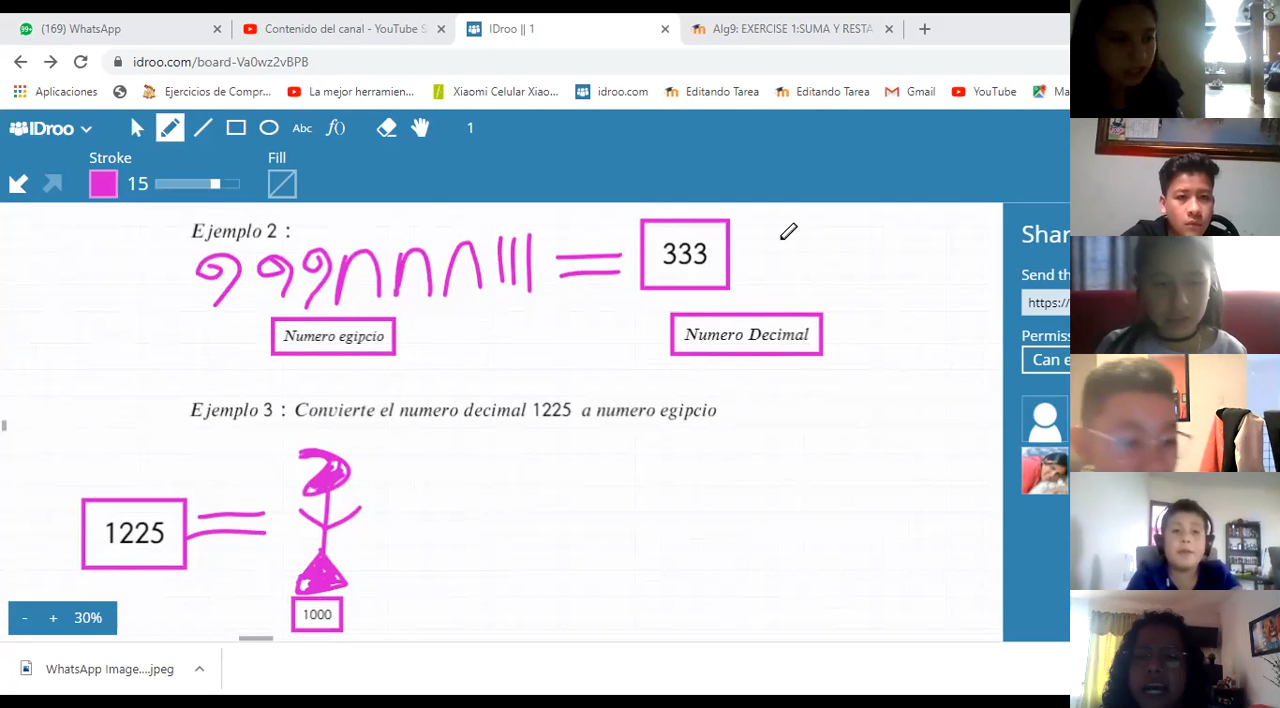 (169) WhatsApp
Contenido del canal - YouTube S
IDroo || 1
Alg9: EXERCISE 1:SUMA Y RESTA
idroo.com/board-Va0wz2vBPB
Aplicaciones
Ejercicios de Compr...
La mejor herramien...
Xiaomi Celular Xiao...
idroo.com
Editando Tarea
Editando Tarea
Gmail
YouTube
Ma
IDroo
Abc
f()
1
Stroke
Fill
15
Ejemplo 2 :
333
Numero egipcio
Numero Decimal
Ejemplo 3 : Convierte el numero decimal 1225 a numero egipcio
1225
1000
Shar
Send th
https:/
Permis
Can e
- + 30%
WhatsApp Image....jpeg